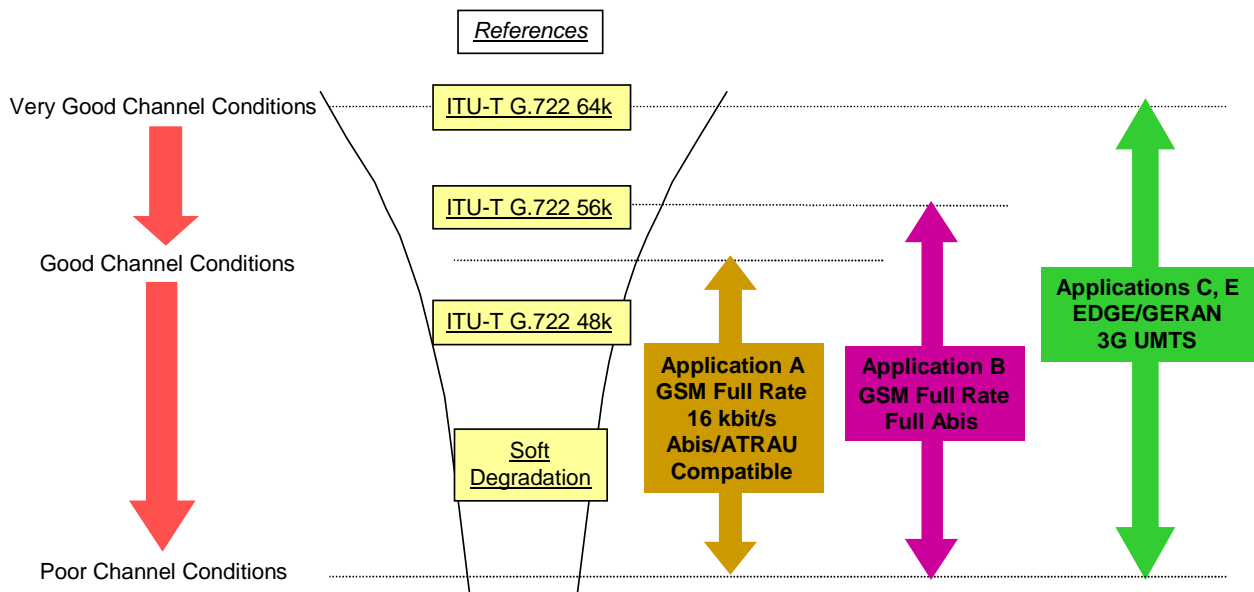 References
Very Good Channel Conditions
ITU-T G.722 64k
ITU-T G.722 56k
Good Channel Conditions
ITU-T G.722 48k
Soft
Degradation
Poor Channel Conditions
Application A
GSM Full Rate
16 kbit/s
Abis/ATRAU
Compatible
Application B
GSM Full Rate
Full Abis
Applications C, E
EDGE/GERAN
3G UMTS